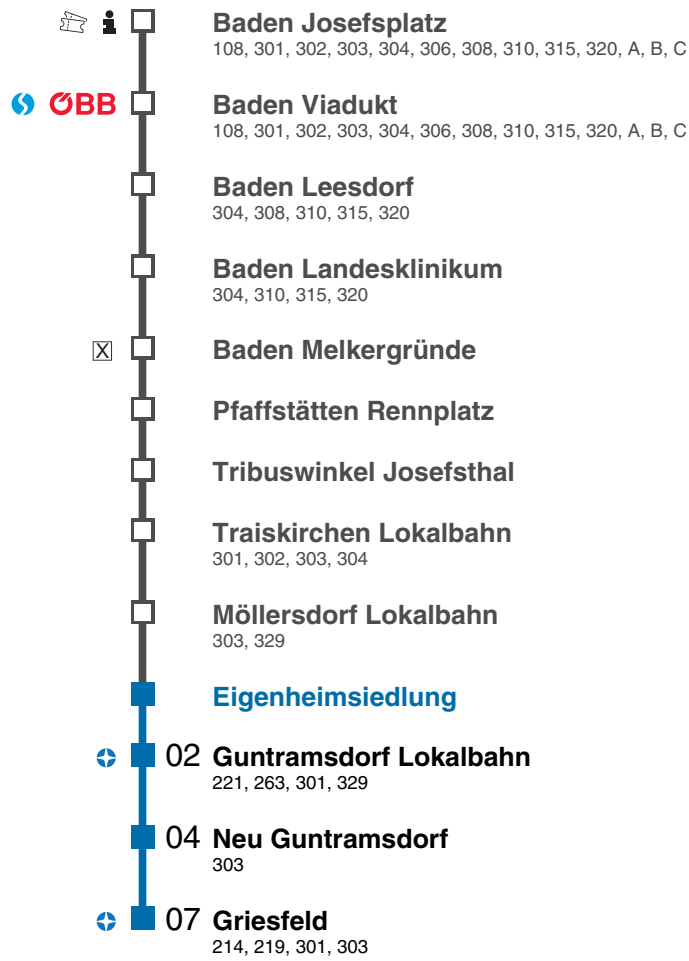 Baden Josefsplatz
108, 301, 302, 303, 304, 306, 308, 310, 315, 320, A, B, C
ÖBB Baden Viadukt
108, 301, 302, 303, 304, 306, 308, 310, 315, 320, A, B, C
Baden Leesdorf
304, 308, 310, 315, 320
Baden Landesklinikum
304, 310, 315, 320
X Baden Melkergründe
Pfaffstätten Rennplatz
Tribuswinkel Josefsthal
Traiskirchen Lokalbahn
301, 302, 303, 304
Möllersdorf Lokalbahn
303, 329
Eigenheimsiedlung
02 Guntramsdorf Lokalbahn
221, 263, 301, 329
04 Neu Guntramsdorf
303
07 Griesfeld
214, 219, 301, 303